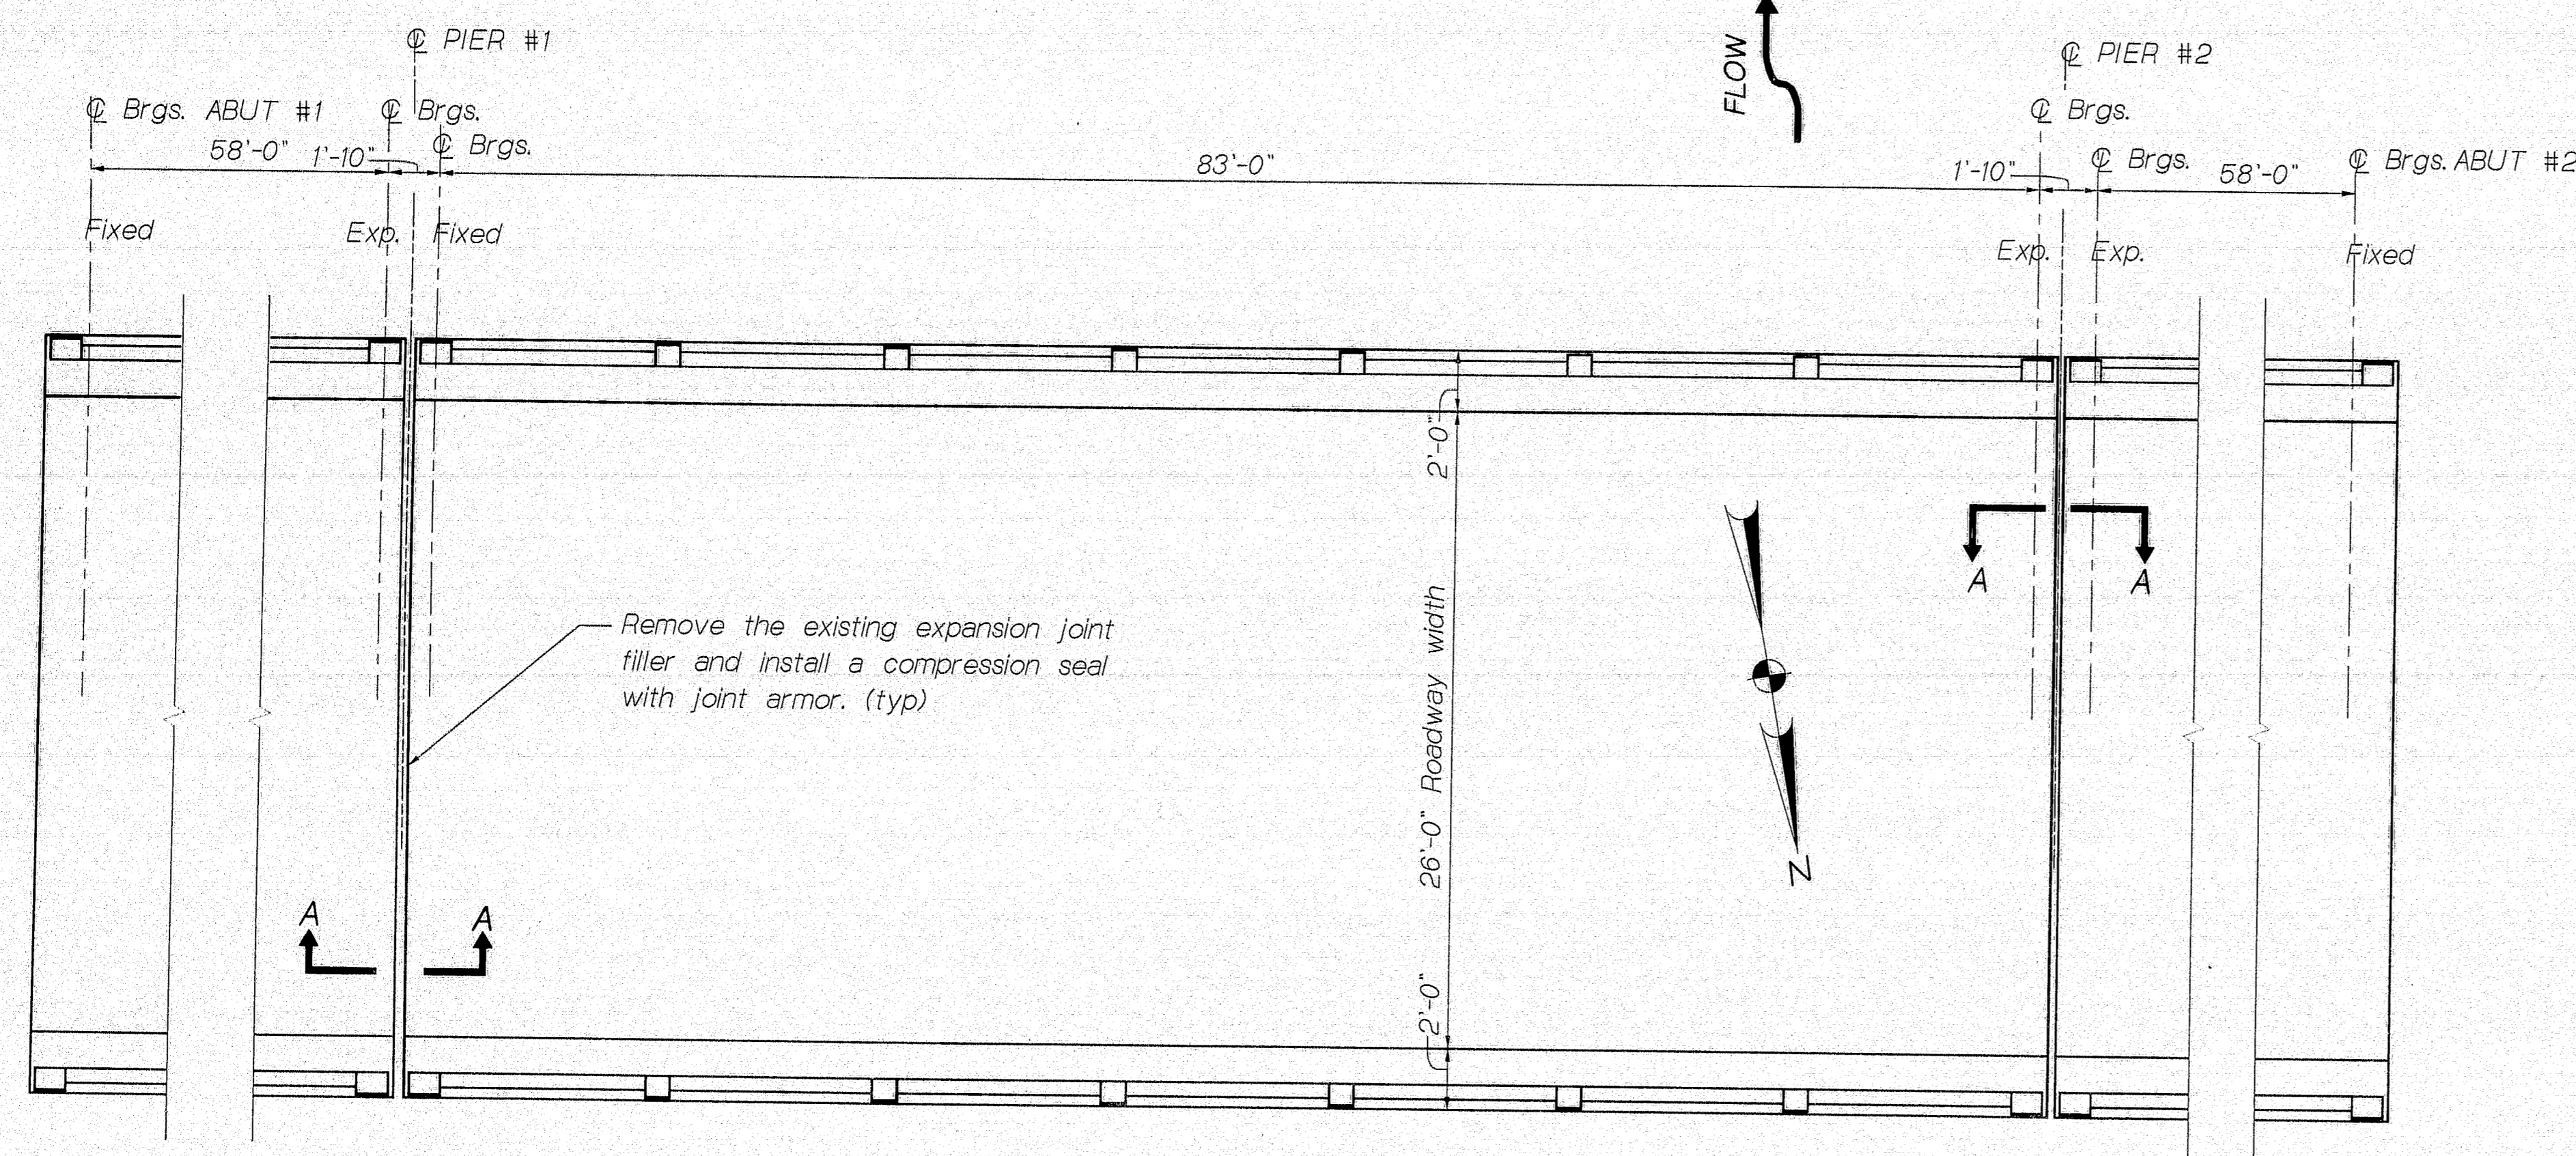 ℄ PIER #1
FLOW
℄ PIER #2
℄ Brgs. ABUT #1
℄ Brgs.
℄ Brgs.
℄ Brgs.
℄ Brgs.
℄ Brgs. ABUT #2
58'-0"
1'-10"
83'-0"
1'-10"
58'-0"
Fixed
Exp.
Fixed
Exp.
Exp.
Fixed
2'-0"
A
A
Remove the existing expansion joint
filler and install a compression seal
with joint armor. (typ)
26'-0" Roadway width
N
A
A
2'-0"